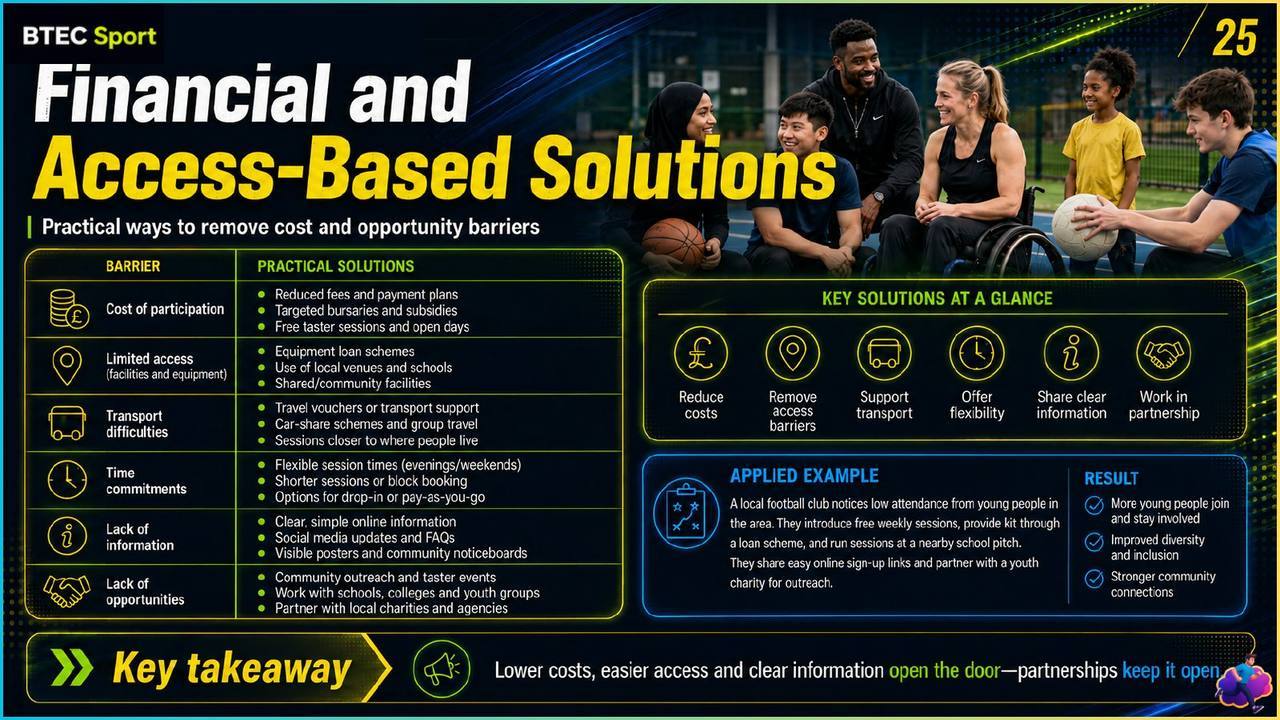 BTEC Sport
25
Financial and
Access-Based Solutions
Practical ways to remove cost and opportunity barriers
BARRIER
PRACTICAL SOLUTIONS
Cost of participation
Reduced fees and payment plans
Targeted bursaries and subsidies
Free taster sessions and open days
Limited access
(facilities and equipment)
Equipment loan schemes
Use of local venues and schools
Shared/community facilities
Transport
difficulties
Travel vouchers or transport support
Car-share schemes and group travel
Sessions closer to where people live
Time
commitments
Flexible session times (evenings/weekends)
Shorter sessions or block booking
Options for drop-in or pay-as-you-go
Lack of
information
Clear, simple online information
Social media updates and FAQs
Visible posters and community noticeboards
Lack of
opportunities
Community outreach and taster events
Work with schools, colleges and youth groups
Partner with local charities and agencies
KEY SOLUTIONS AT A GLANCE
Reduce
costs
Remove
access
barriers
Support
transport
Offer
flexibility
Share clear
information
Work in
partnership
APPLIED EXAMPLE
A local football club notices low attendance from young people in
the area. They introduce free weekly sessions, provide kit through
a loan scheme, and run sessions at a nearby school pitch.
They share easy online sign-up links and partner with a youth
charity for outreach.
RESULT
More young people join
and stay involved
Improved diversity
and inclusion
Stronger community
connections
Key takeaway
Lower costs, easier access and clear information open the door—partnerships keep it open